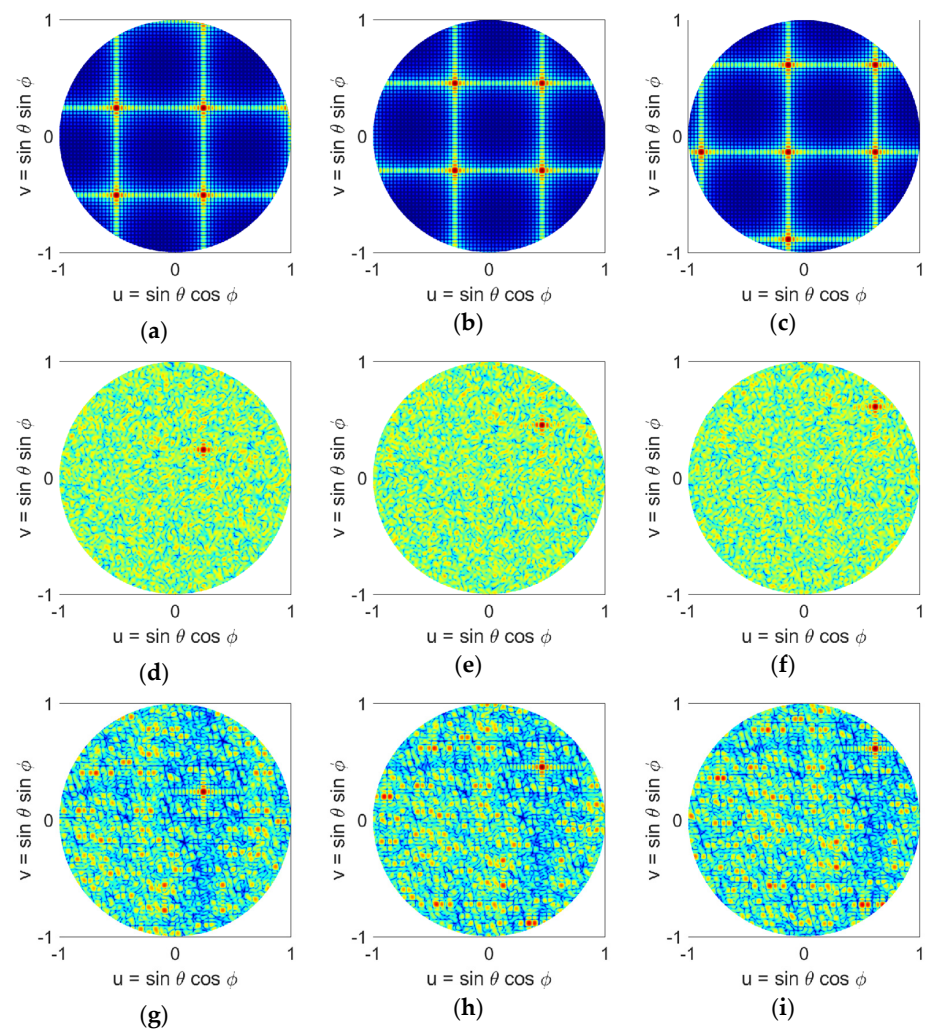 1 1 1
v = sin θ sin ϕ v = sin θ sin ϕ v = sin θ sin ϕ
0 0 0
-1 -1 -1
-1 0 1 -1 0 1 -1 0 1
u = sin θ cos ϕ u = sin θ cos ϕ u = sin θ cos ϕ
(a) (b) (c)
1 1 1
v = sin θ sin ϕ v = sin θ sin ϕ v = sin θ sin ϕ
0 0 0
-1 -1 -1
-1 0 1 -1 0 1 -1 0 1
u = sin θ cos ϕ u = sin θ cos ϕ u = sin θ cos ϕ
(d) (e) (f)
1 1 1
v = sin θ sin ϕ v = sin θ sin ϕ v = sin θ sin ϕ
0 0 0
-1 -1 -1
-1 0 1 -1 0 1 -1 0 1
u = sin θ cos ϕ u = sin θ cos ϕ u = sin θ cos ϕ
(g) (h) (i)